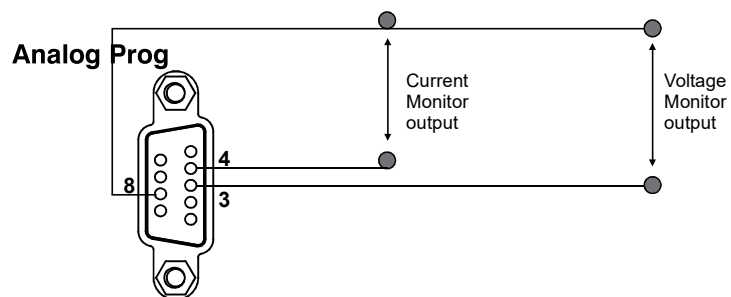 Analog Prog
Current
Monitor
output
Voltage
Monitor
output
4
8
3